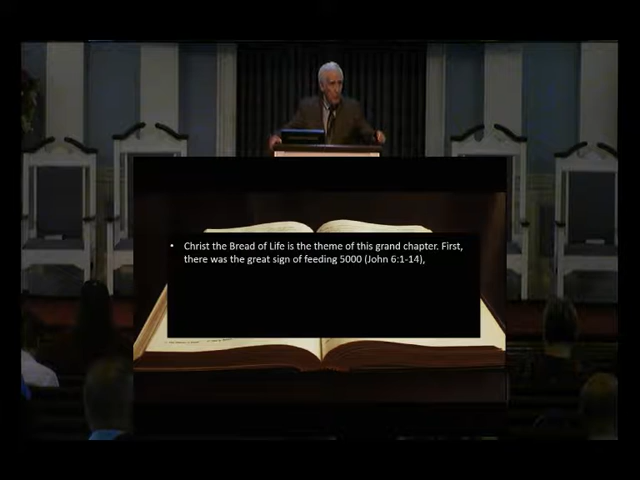 • Christ the Bread of Life is the theme of this grand chapter. First,
there was the great sign of feeding 5000 (John 6:1-14),